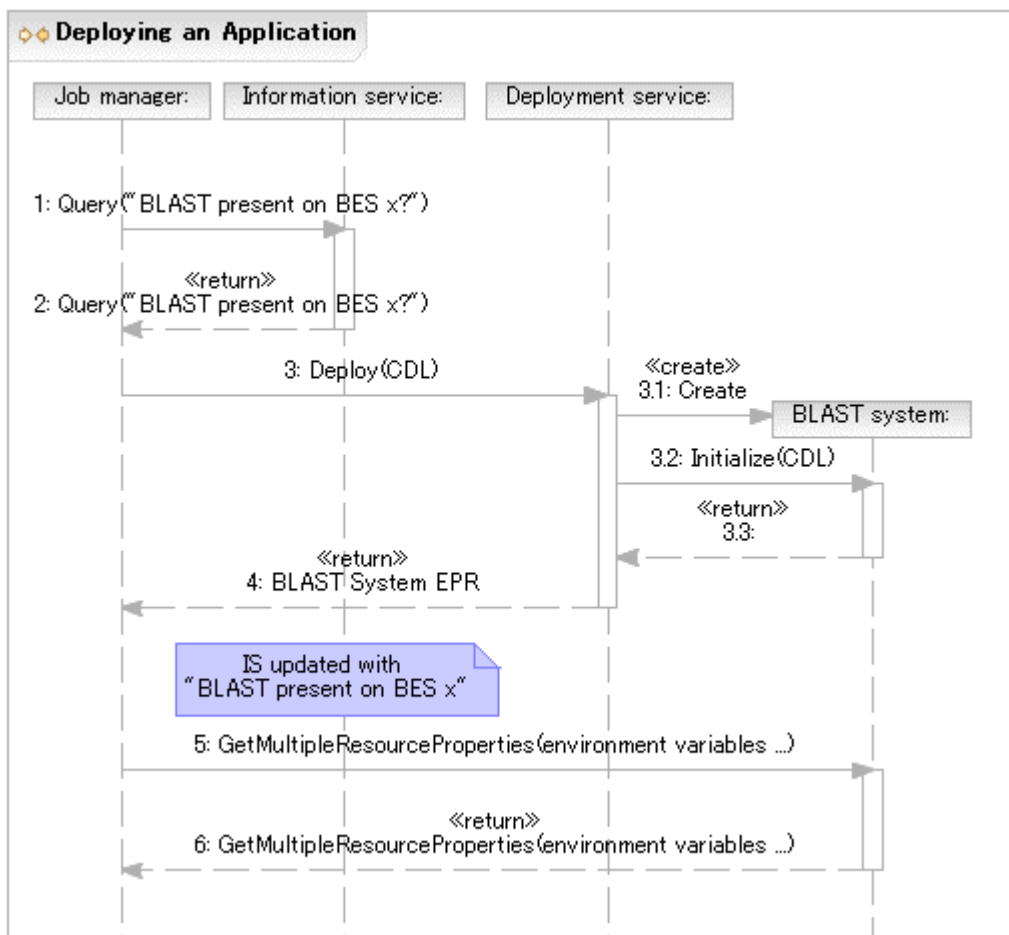 Deploying an Application
Job manager:
Information service:
Deployment service:
1: Query("BLAST present on BES x?")
≪return≫
2: Query("BLAST present on BES x?")
3: Deploy(CDL)
≪create≫
3.1: Create
BLAST system:
3.2: Initialize(CDL)
≪return≫
3.3:
≪return≫
4: BLAST System EPR
IS updated with
"BLAST present on BES x"
5: GetMultipleResourceProperties(environment variables ...)
≪return≫
6: GetMultipleResourceProperties(environment variables ...)